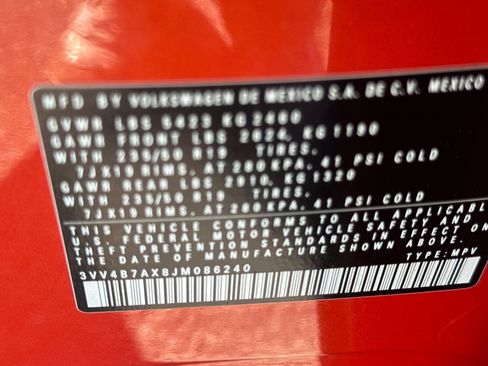 MFD BY VOLKSWAGEN DE MEXICO S.A. DE C.V. MEXICO
GVWR LBS 5423 KG 2460
GAWR FRONT LBS 2624, KG 1190
WITH 235/50 R19 TIRES.
7JX19 RIMS, AT 260 KPA, 41 PSI COLD
GAWR REAR LBS 2910, KG 1320
WITH 235/50 R19 TIRES.
7JX19 RIMS, AT 280 KPA, 41 PSI COLD
THIS VEHICLE CONFORMS TO ALL APPLICABLE
U.S. FEDERAL MOTOR VEHICLE SAFETY AND
THEFT PREVENTION STANDARDS IN EFFECT ON
THE DATE OF MANUFACTURE SHOWN ABOVE.
3VV4B7AX8JM086240 TYPE: MPV